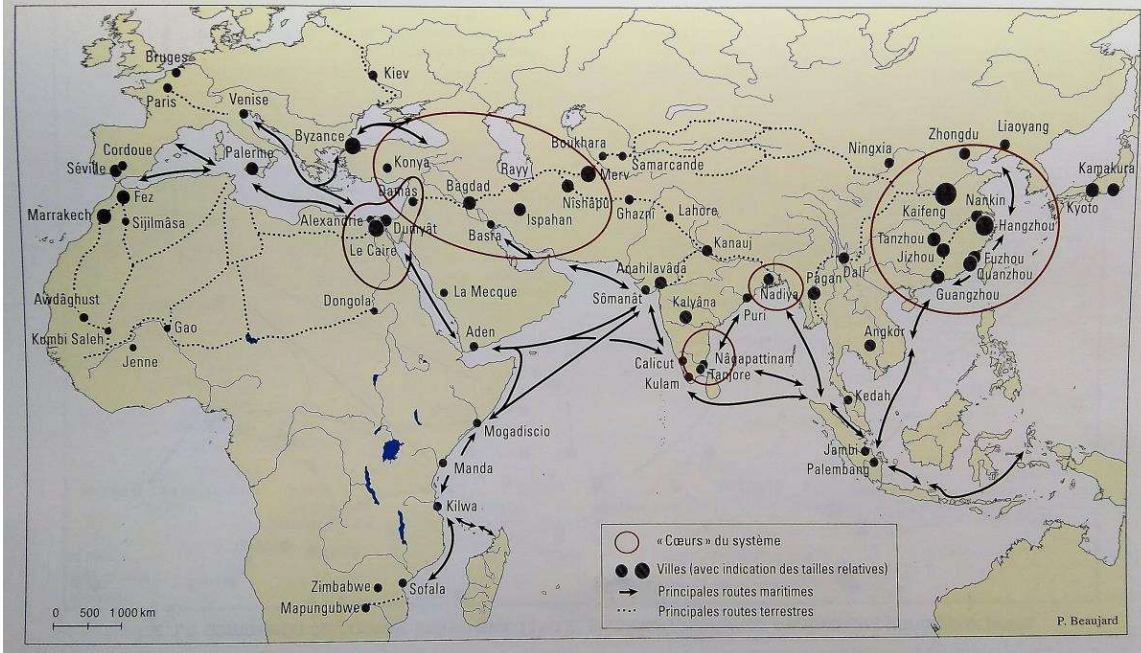 Bruges
Paris
Kiev
Venise
Byzance
Cordoue
Séville
Palerme
Fez
Marrakech
Sijilmâsa
Alexandrie
Dumyât
Le Caire
Damas
Konya
Bagdad
Basra
Rayy
Ispahan
Boukhara
Samarcande
Merv
Nishâpû
Ghazni
Lahore
Kanauj
Ningxia
Zhongdu
Liaoyang
Kamakura
Kyoto
Kaifeng
Nankin
Hangzhou
Tanzhou
Jizhou
Fuzhou
Quanzhou
Guangzhou
Dali
Pagan
Anahilavâda
Sômanât
Kalyâna
Nadiya
Puri
Angkor
Calicut
Kulam
Nâgapattinam
Tanjore
Kedah
Jambi
Palembang
La Mecque
Dongola
Aden
Awdâghust
Kumbi Saleh
Gao
Jenne
Mogadiscio
Manda
Kilwa
Zimbabwe
Sofala
Mapungubwe
« Cœurs » du système
Villes (avec indication des tailles relatives)
Principales routes maritimes
Principales routes terrestres
0 500 1 000 km
P. Beaujard